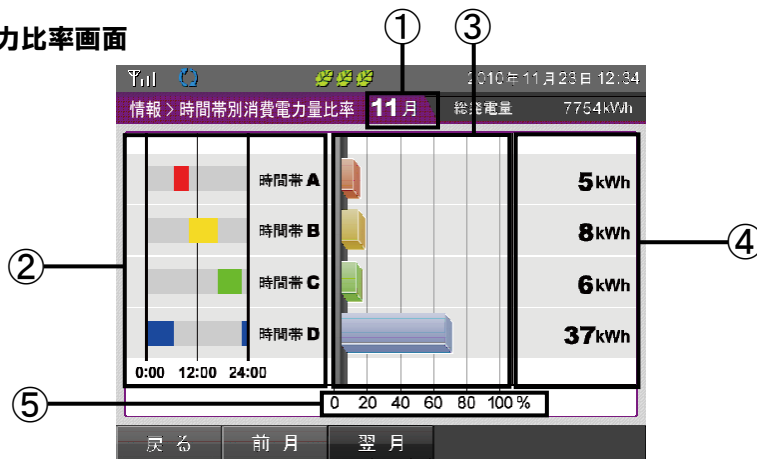 力比率画面
① ③
2010年11月23日 12:34
情報＞時間帯別消費電力量比率 11月 総発電量 7754kWh
時間帯 A 5kWh
時間帯 B 8kWh
② ④
時間帯 C 6kWh
時間帯 D 37kWh
0:00 12:00 24:00
⑤ 0 20 40 60 80 100 %
戻る 前月 翌月